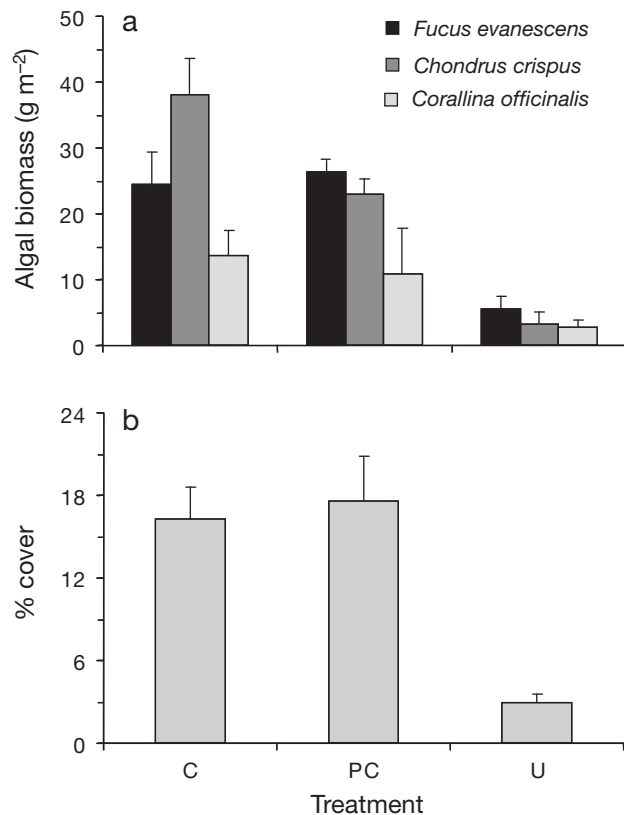 a
Fucus evanescens
Chondrus crispus
Corallina officinalis
Algal biomass (g m⁻²)
50
40
30
20
10
0
b
% cover
24
18
12
6
0
C PC U
Treatment